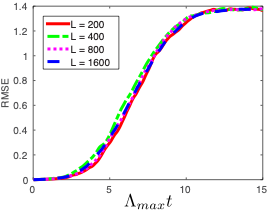 1.4
1.2
1
0.8
0.6
0.4
0.2
0
RMSE
L = 200
L = 400
L = 800
L = 1600
0 5 10 15
Λmaxt